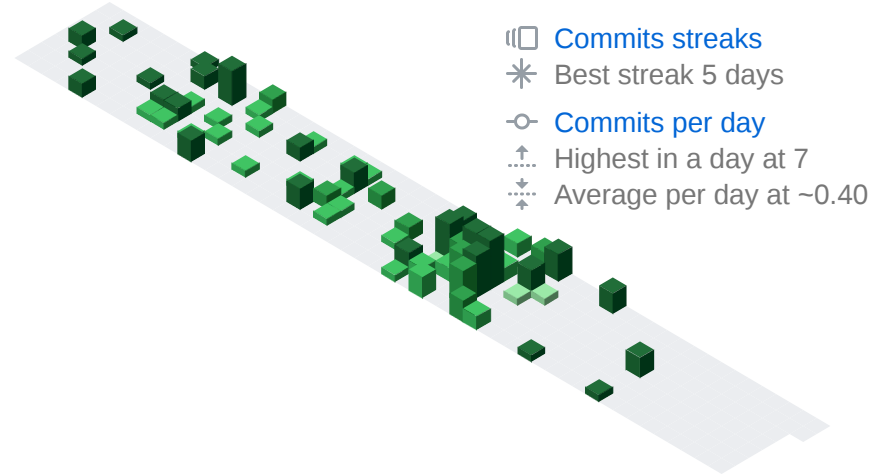 Commits streaks
Best streak 5 days
Commits per day
Highest in a day at 7
Average per day at ~0.40